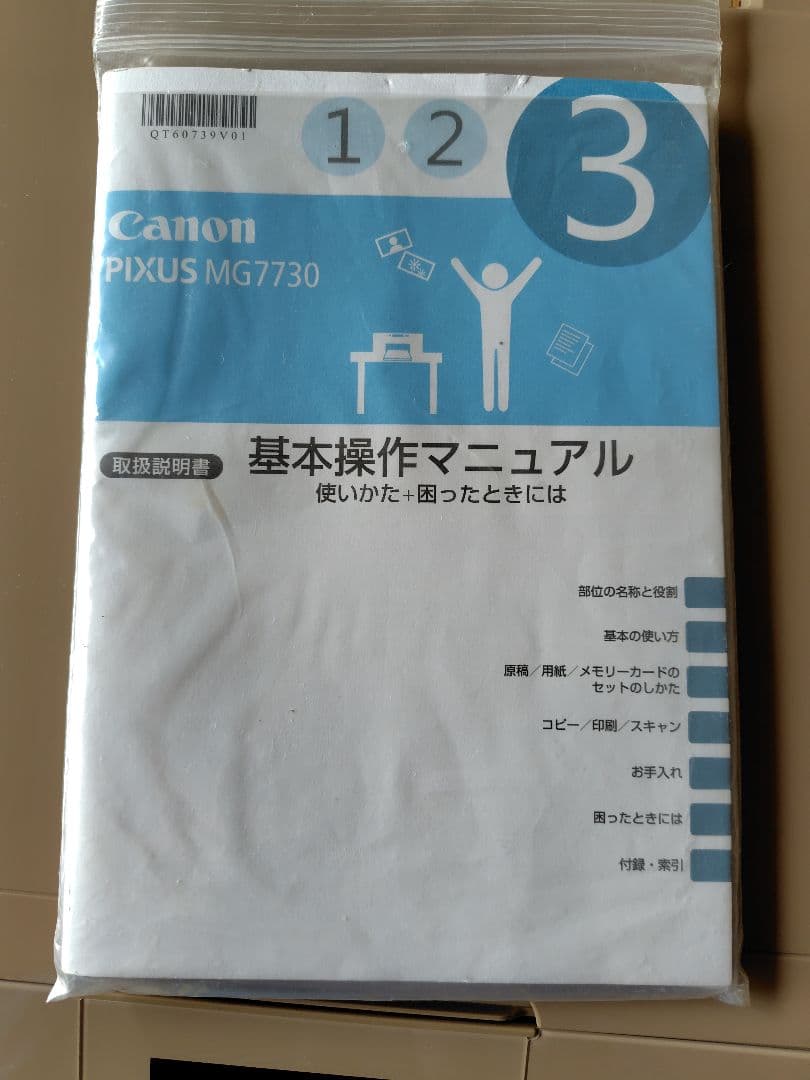 QT60739V01
1 2 3
Canon
PIXUS MG7730
取扱説明書
基本操作マニュアル
使いかた+困ったときには
部位の名称と役割
基本の使い方
原稿／用紙／メモリーカードの
セットのしかた
コピー／印刷／スキャン
お手入れ
困ったときには
付録・索引